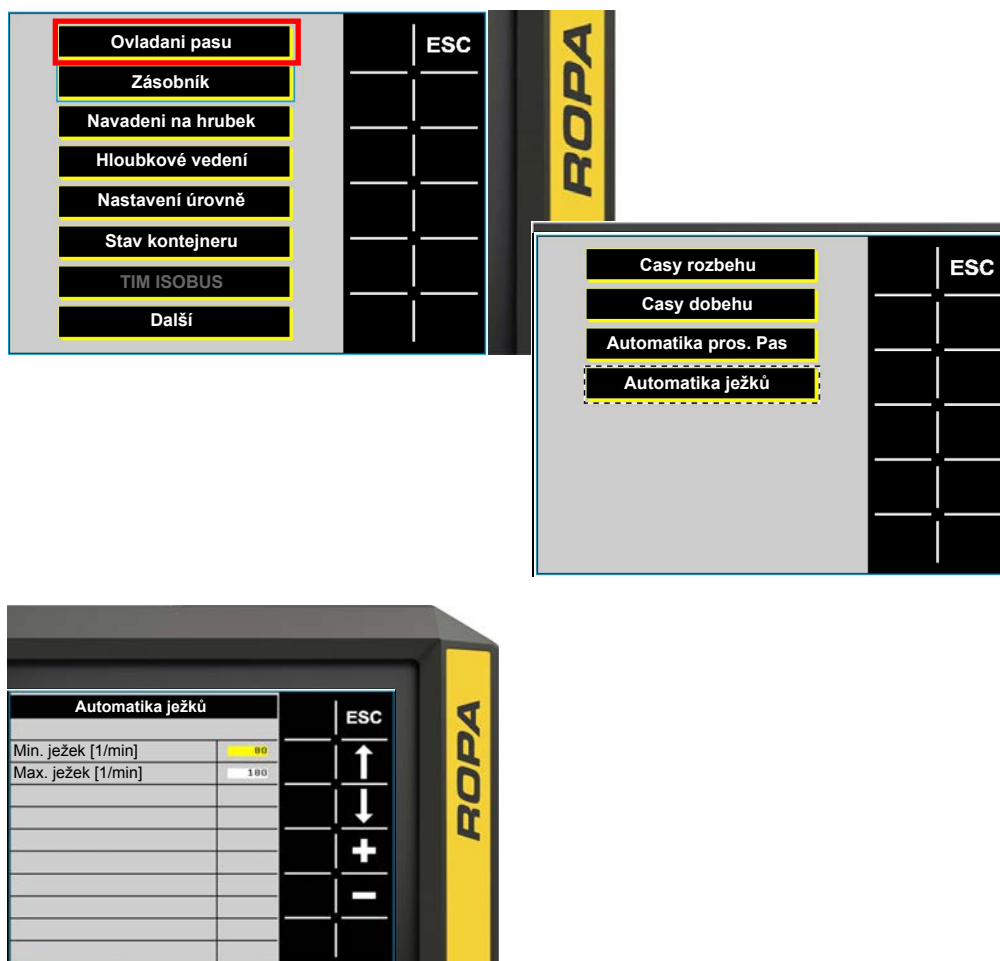 Ovladani pasu
ESC
Zásobník
Navadeni na hrubek
Hloubkové vedení
Nastavení úrovně
Stav kontejneru
TIM ISOBUS
Další
ROPA
Casy rozbehu
ESC
Casy dobehu
Automatika pros. Pas
Automatika ježků
Automatika ježků
ESC
Min. ježek [1/min] 80
Max. ježek [1/min] 180
ROPA